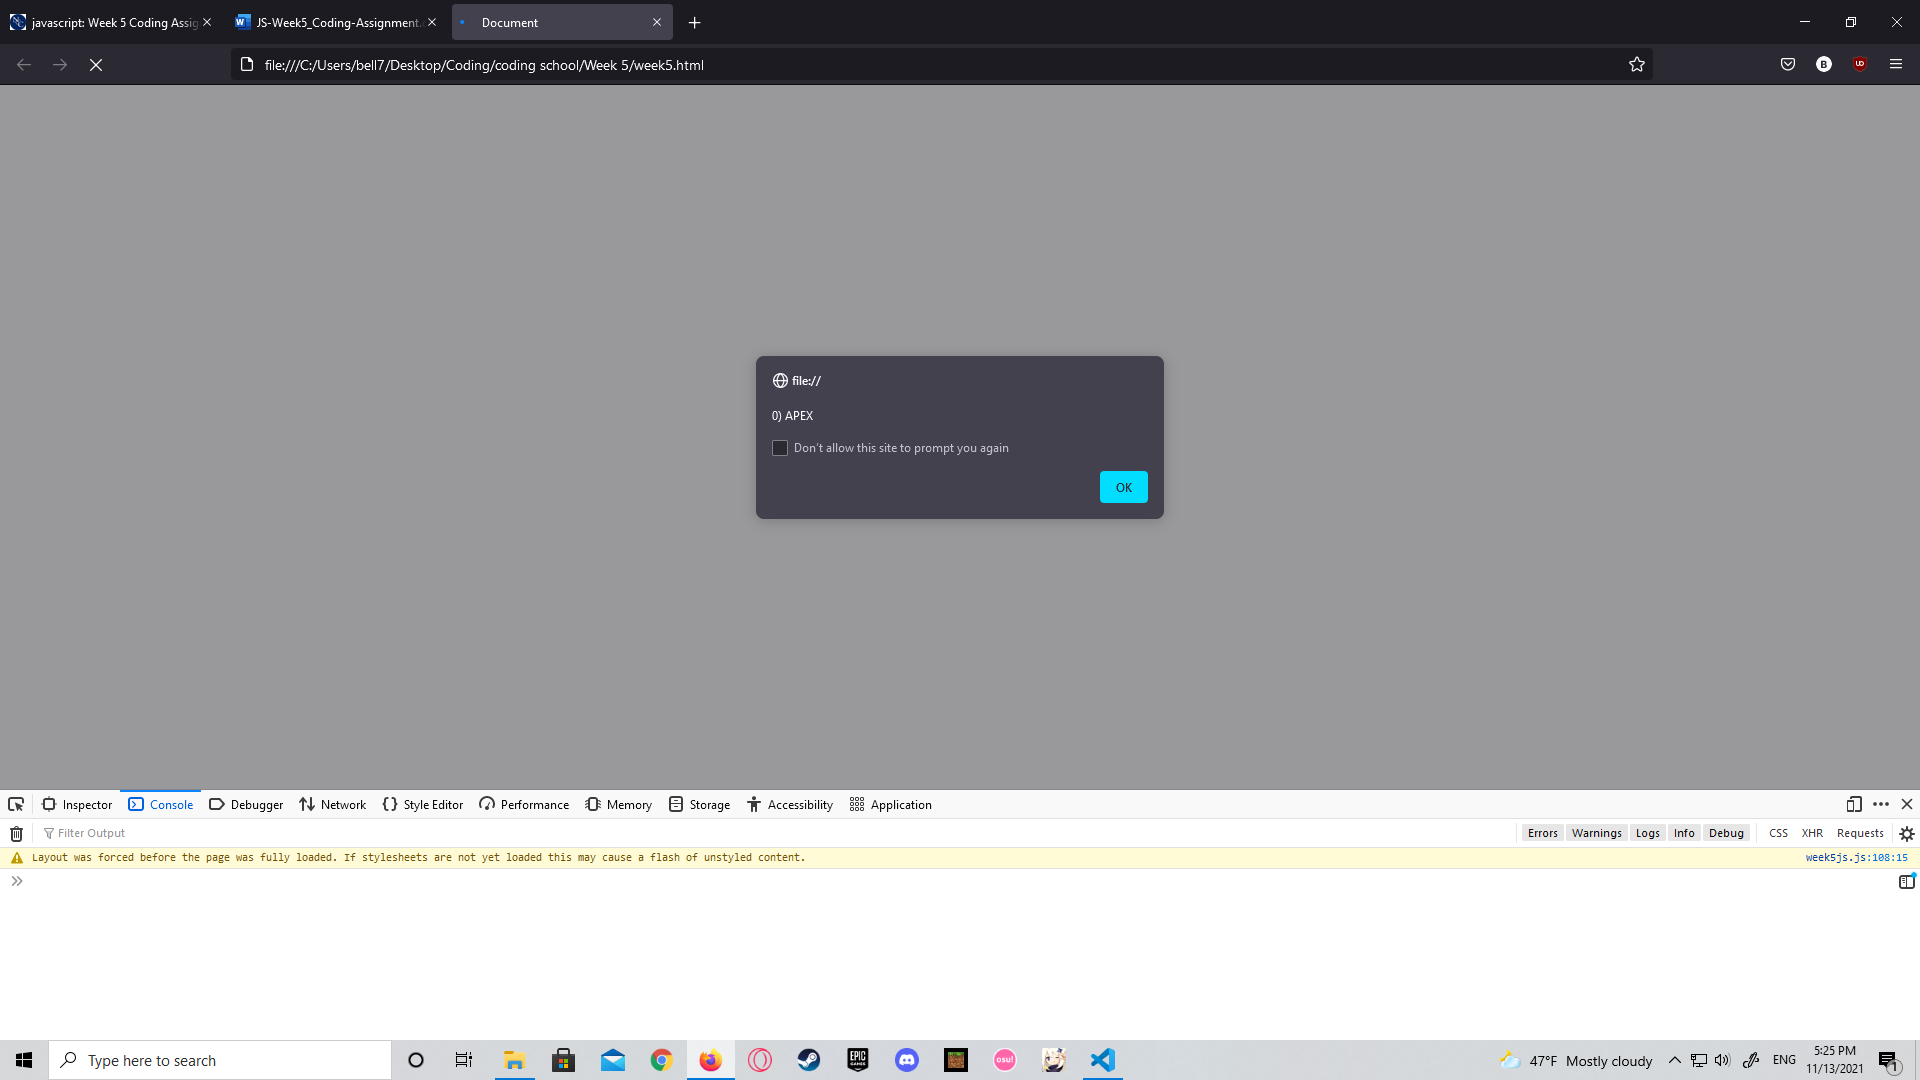 javascript: Week 5 Coding Assig
JS-Week5_Coding-Assignment.
Document
file:///C:/Users/bell7/Desktop/Coding/coding school/Week 5/week5.html
B
file://
0) APEX
Don't allow this site to prompt you again
OK
Inspector Console Debugger Network Style Editor Performance Memory Storage Accessibility Application
Filter Output
Errors Warnings Logs Info Debug CSS XHR Requests
Layout was forced before the page was fully loaded. If stylesheets are not yet loaded this may cause a flash of unstyled content.
week5js.js:108:15
Type here to search
EPIC GAMES
osu!
47°F Mostly cloudy
ENG
5:25 PM
11/13/2021
1